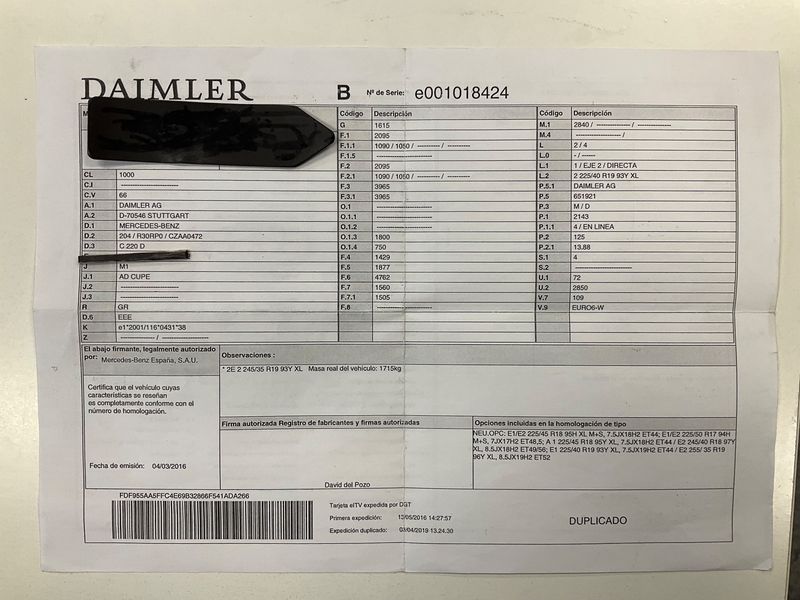 DAIMLER
B Nº de Serie: e001018424
CL 1000
C.I --------------------
C.V 66
A.1 DAIMLER AG
A.2 D-70546 STUTTGART
D.1 MERCEDES-BENZ
D.2 204 / R30RP0 / CZAA0472
D.3 C 220 D
J M1
J.1 AD CUPE
J.2 --------------------
J.3 --------------------
R GR
D.6 EEE
K e1*2001/116*0431*38
Z --------------- / ---------------
Código Descripción
G 1615
F.1 2095
F.1.1 1090 / 1050 / --------- / ---------
F.1.5 --------------------
F.2 2095
F.2.1 1090 / 1050 / --------- / ---------
F.3 3965
F.3.1 3965
O.1 --------------------
O.1.1 --------------------
O.1.2 --------------------
O.1.3 1800
O.1.4 750
F.4 1429
F.5 1877
F.6 4762
F.7 1560
F.7.1 1505
F.8 --------------------
Código Descripción
M.1 2840 / --------------- / ---------------
M.4 --------------- /
L 2 / 4
L.0 - / ------
L.1 1 / EJE 2 / DIRECTA
L.2 2 225/40 R19 93Y XL
P.5.1 DAIMLER AG
P.5 651921
P.3 M / D
P.1 2143
P.1.1 4 / EN LINEA
P.2 125
P.2.1 13,88
S.1 4
S.2 --------------------
U.1 72
U.2 2850
V.7 109
V.9 EURO6-W
El abajo firmante, legalmente autorizado
por: Mercedes-Benz España, S.A.U.
Certifica que el vehículo cuyas
características se reseñan
es completamente conforme con el
número de homologación.
Fecha de emisión: 04/03/2016
Observaciones :
* 2E 2 245/35 R19 93Y XL Masa real del vehículo: 1715kg
Firma autorizada Registro de fabricantes y firmas autorizadas
David del Pozo
Opciones incluidas en la homologación de tipo
NEU.OPC: E1/E2 225/45 R18 95H XL M+S, 7.5JX18H2 ET44; E1/E2 225/50 R17 94H
M+S, 7JX17H2 ET48,5; A 1 225/45 R18 95Y XL, 7.5JX18H2 ET44 / E2 245/40 R18 97Y
XL, 8.5JX18H2 ET49/56; E1 225/40 R19 93Y XL, 7.5JX19H2 ET44 / E2 255/ 35 R19
96Y XL, 8.5JX19H2 ET52
FDF955AA5FFC4E69B32866F541ADA266
Tarjeta eITV expedida por DGT
Primera expedición: 13/05/2016 14:27:57
Expedición duplicado: 03/04/2019 13.24.30
DUPLICADO